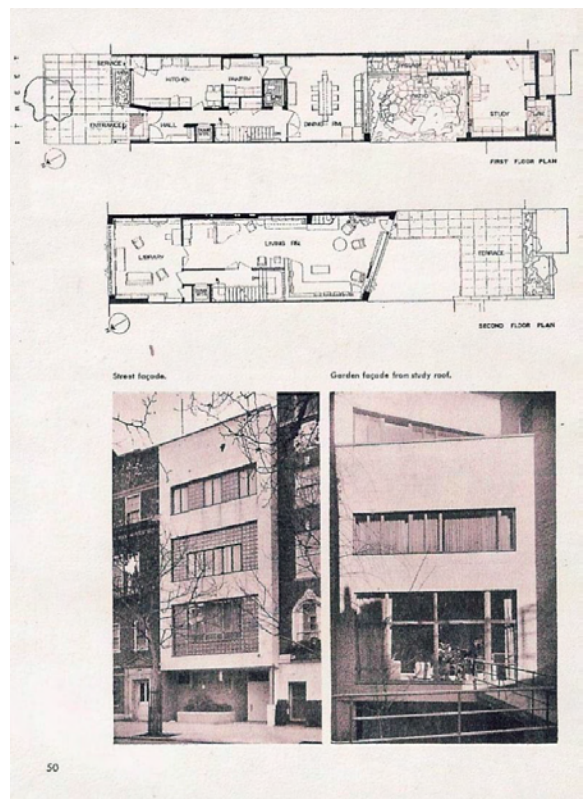 STREET
SERVICE
KITCHEN
PANTRY
ENTRANCE
HALL
DINING RM.
STUDY
FIRST FLOOR PLAN
LIBRARY
LIVING RM.
TERRACE
SECOND FLOOR PLAN
Street façade.
Garden façade from study roof.
50